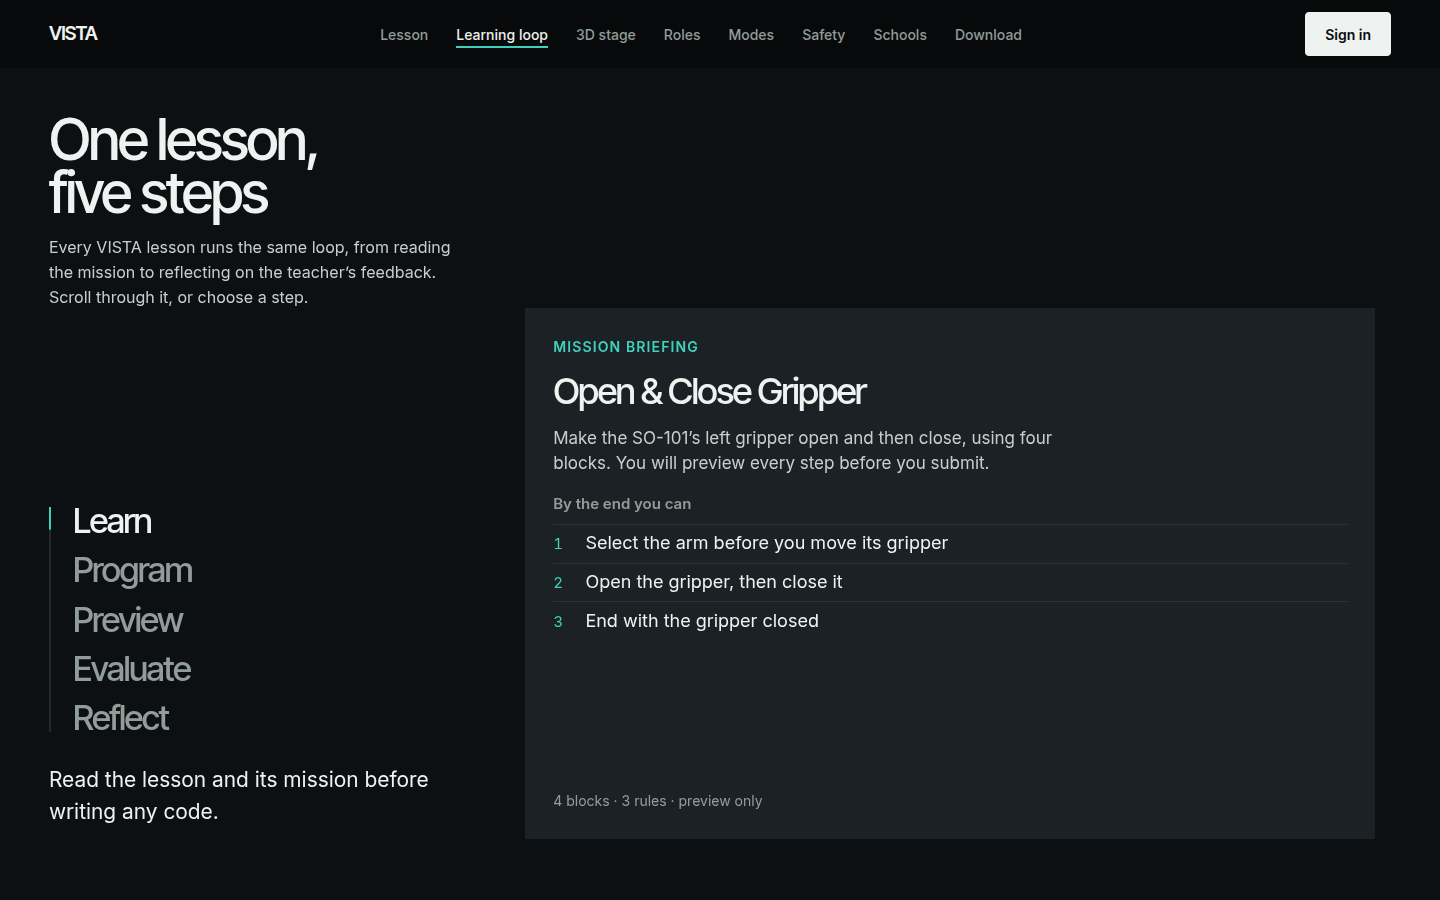 VISTA
Lesson
Learning loop
3D stage
Roles
Modes
Safety
Schools
Download
Sign in
One lesson,
five steps
Every VISTA lesson runs the same loop, from reading
the mission to reflecting on the teacher’s feedback.
Scroll through it, or choose a step.
Learn
Program
Preview
Evaluate
Reflect
Read the lesson and its mission before
writing any code.
MISSION BRIEFING
Open & Close Gripper
Make the SO-101’s left gripper open and then close, using four
blocks. You will preview every step before you submit.
By the end you can
1 Select the arm before you move its gripper
2 Open the gripper, then close it
3 End with the gripper closed
4 blocks · 3 rules · preview only